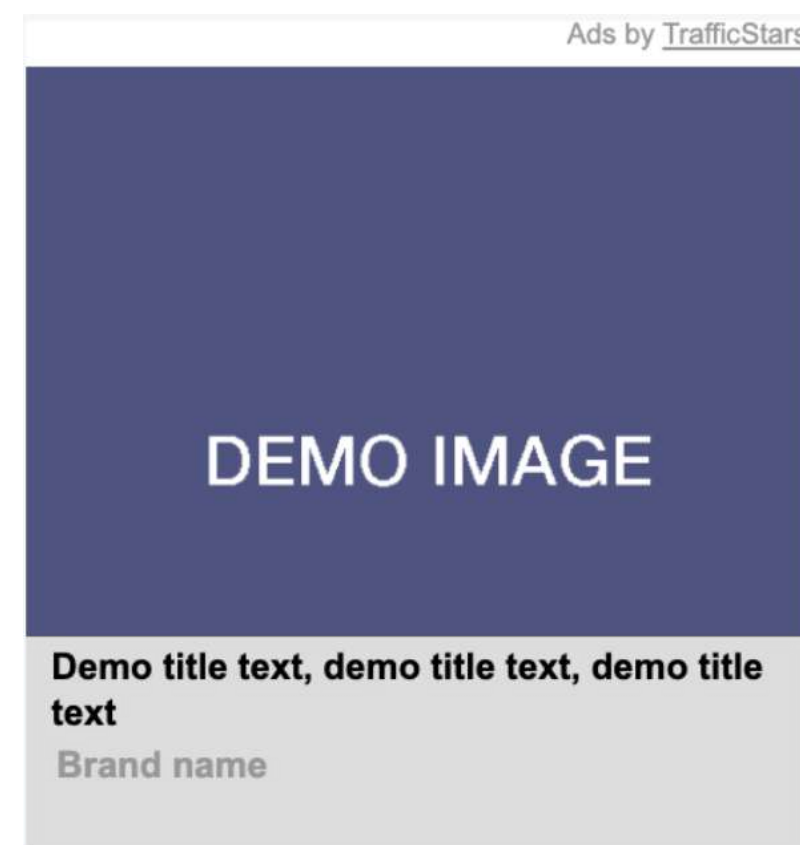 Ads by TrafficStars
DEMO IMAGE
Demo title text, demo title text, demo title
text
Brand name